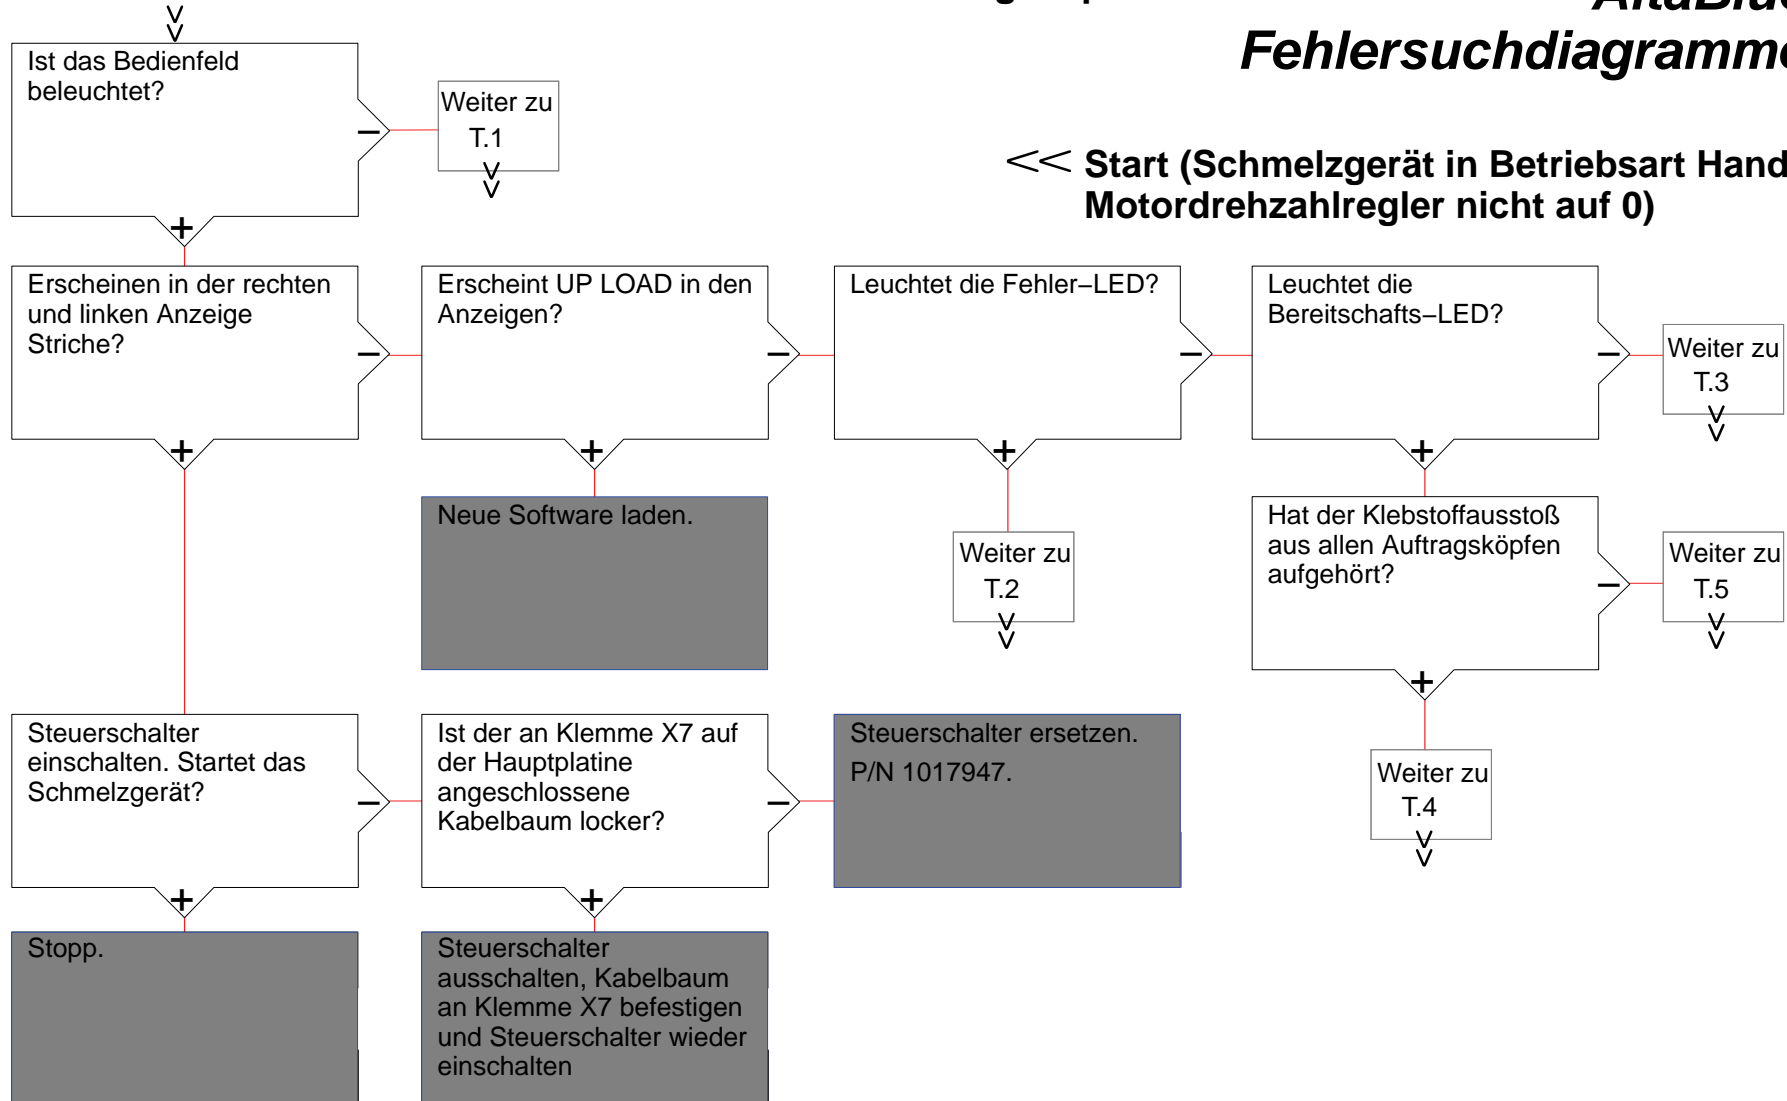 Fehlersuchdiagramme
<< Start (Schmelzgerät in Betriebsart Hand
Motordrehzahlregler nicht auf 0)
Ist das Bedienfeld
beleuchtet?
−
+
Weiter zu
T.1
Erscheinen in der rechten
und linken Anzeige
Striche?
−
+
Erscheint UP LOAD in den
Anzeigen?
−
+
Leuchtet die Fehler−LED?
−
+
Leuchtet die
Bereitschafts−LED?
−
+
Weiter zu
T.3
Neue Software laden.
Weiter zu
T.2
Hat der Klebstoffausstoß
aus allen Auftragsköpfen
aufgehört?
−
+
Weiter zu
T.5
Steuerschalter
einschalten. Startet das
Schmelzgerät?
−
+
Ist der an Klemme X7 auf
der Hauptplatine
angeschlossene
Kabelbaum locker?
−
+
Steuerschalter ersetzen.
P/N 1017947.
Weiter zu
T.4
Stopp.
Steuerschalter
ausschalten, Kabelbaum
an Klemme X7 befestigen
und Steuerschalter wieder
einschalten